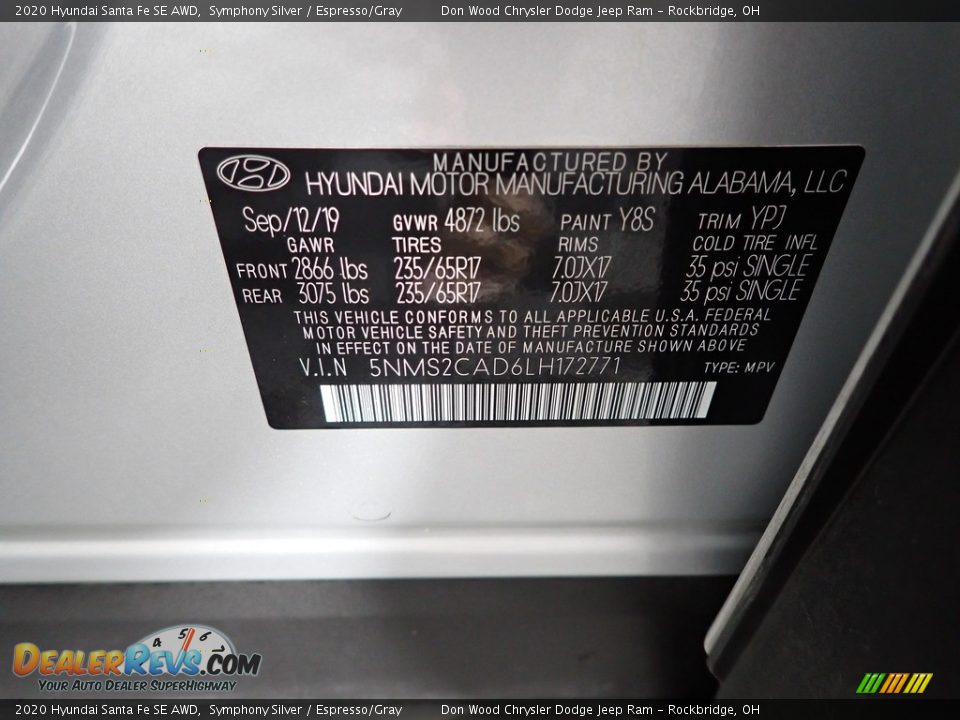 2020 Hyundai Santa Fe SE AWD, Symphony Silver / Espresso/Gray Don Wood Chrysler Dodge Jeep Ram - Rockbridge, OH
MANUFACTURED BY
HYUNDAI MOTOR MANUFACTURING ALABAMA, LLC
Sep/12/19 GVWR 4872 lbs PAINT Y8S TRIM YPJ
GAWR TIRES RIMS COLD TIRE INFL
FRONT 2866 lbs 235/65R17 7.0JX17 35 psi SINGLE
REAR 3075 lbs 235/65R17 7.0JX17 35 psi SINGLE
THIS VEHICLE CONFORMS TO ALL APPLICABLE U.S.A. FEDERAL
MOTOR VEHICLE SAFETY AND THEFT PREVENTION STANDARDS
IN EFFECT ON THE DATE OF MANUFACTURE SHOWN ABOVE
V.I.N 5NMS2CAD6LH172771 TYPE: MPV
4 5 6 7
DEALERREVS.COM
YOUR AUTO DEALER SUPERHIGHWAY
2020 Hyundai Santa Fe SE AWD, Symphony Silver / Espresso/Gray Don Wood Chrysler Dodge Jeep Ram - Rockbridge, OH